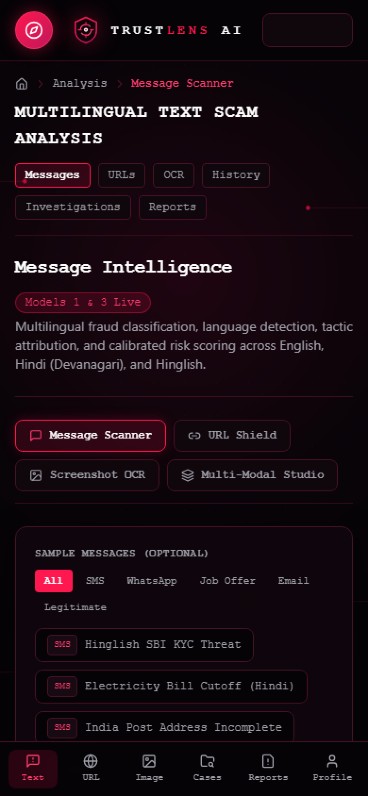 TRUSTLENS AI
Analysis Message Scanner
MULTILINGUAL TEXT SCAM
ANALYSIS
Messages URLs OCR History
Investigations Reports
Message Intelligence
Models 1 & 3 Live
Multilingual fraud classification, language detection, tactic
attribution, and calibrated risk scoring across English,
Hindi (Devanagari), and Hinglish.
Message Scanner URL Shield
Screenshot OCR Multi-Modal Studio
SAMPLE MESSAGES (OPTIONAL)
All SMS WhatsApp Job Offer Email
Legitimate
SMS Hinglish SBI KYC Threat
SMS Electricity Bill Cutoff (Hindi)
SMS India Post Address Incomplete
Text URL Image Cases Reports Profile